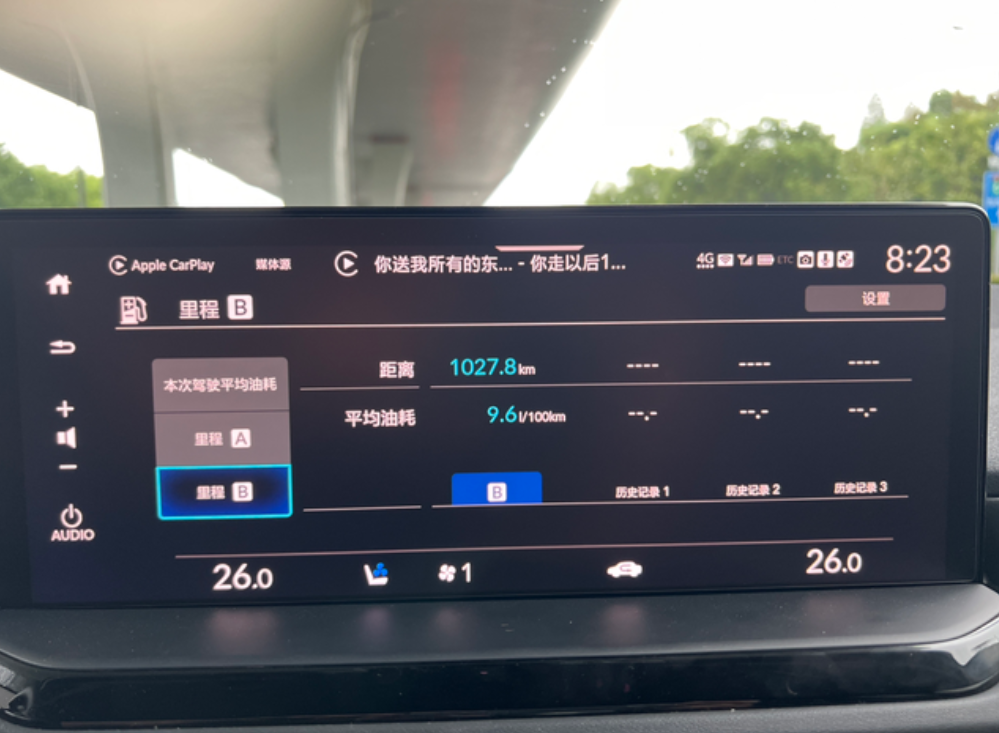 Apple CarPlay 媒体源 你送我所有的东... - 你走以后1... 4G ETC 8:23
里程 B 设置
本次驾驶平均油耗
里程 A
里程 B
距离 1027.8km ---- ---- ----
平均油耗 9.6l/100km --.- --.- --.-
B 历史记录 1 历史记录 2 历史记录 3
AUDIO
26.0 1 26.0